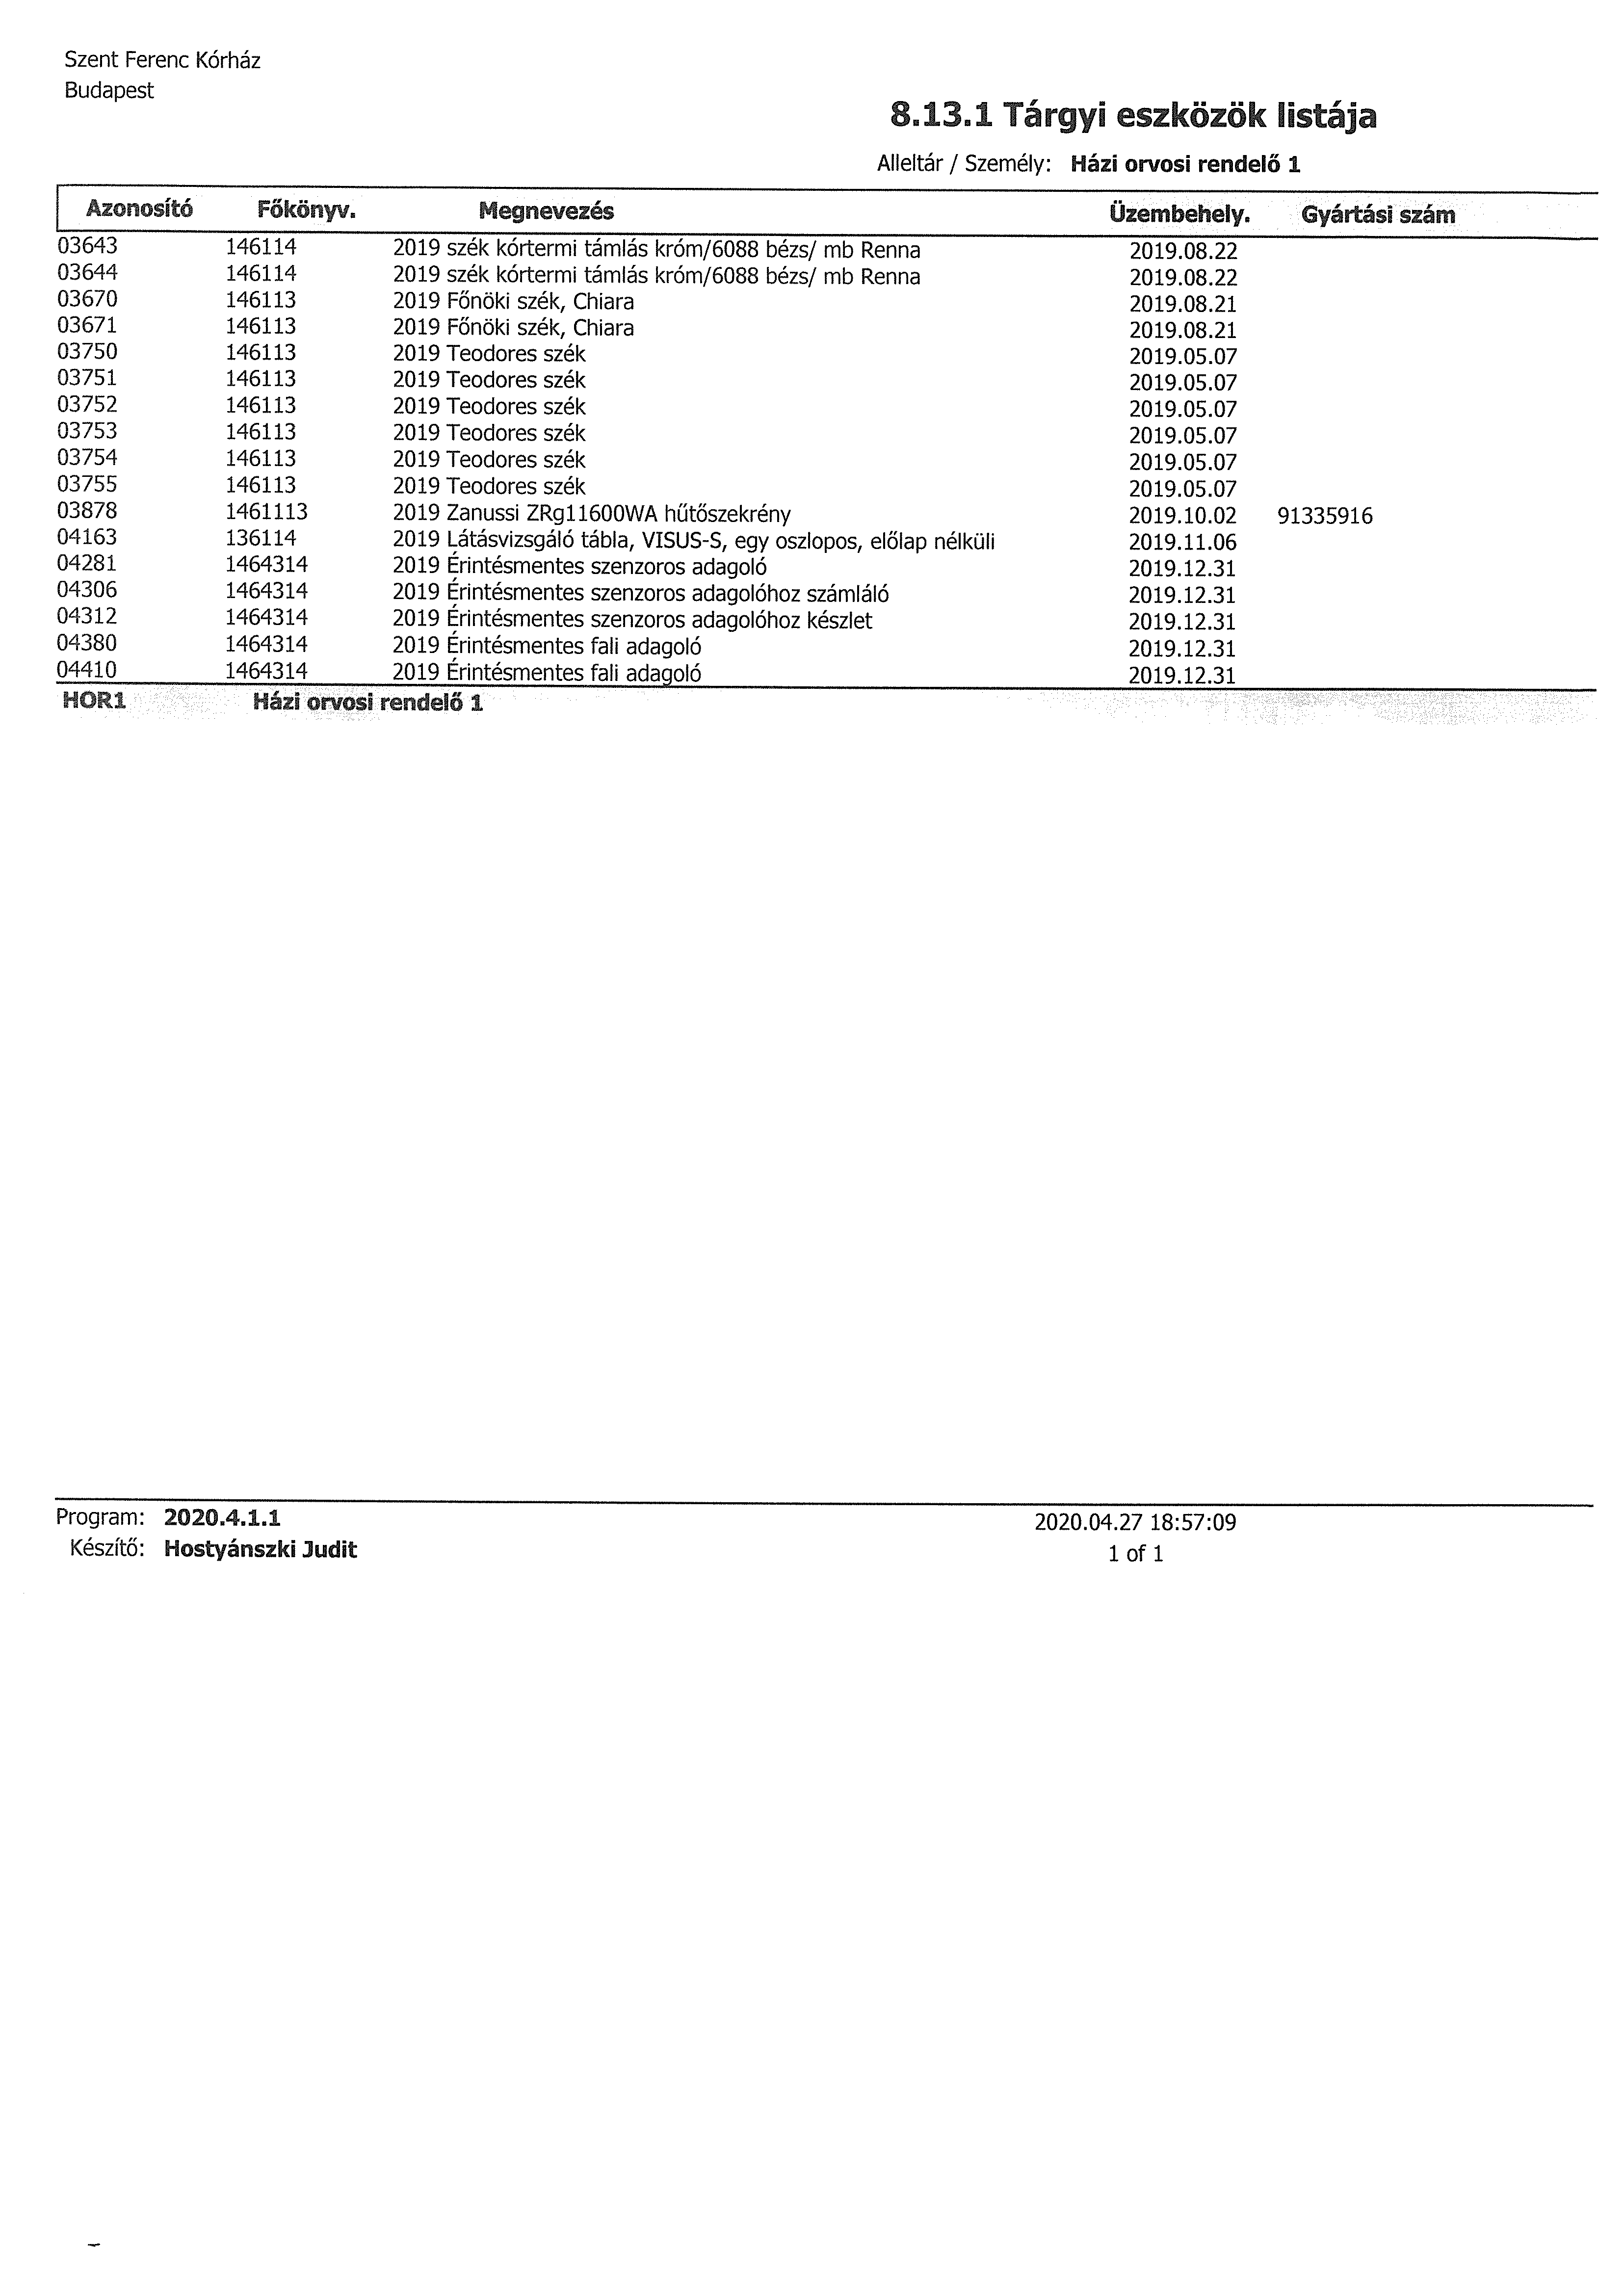 Szent Ferenc Kórház
Budapest
8.13.1 Tárgyi eszközök listája
Alleltár / Személy: Házi orvosi rendelő 1
Azonosító Főkönyv. Megnevezés Üzembehely. Gyártási szám
03643 146114 2019 szék kórtermi támlás króm/6088 bézs/ mb Renna 2019.08.22
03644 146114 2019 szék kórtermi támlás króm/6088 bézs/ mb Renna 2019.08.22
03670 146113 2019 Főnöki szék, Chiara 2019.08.21
03671 146113 2019 Főnöki szék, Chiara 2019.08.21
03750 146113 2019 Teodores szék 2019.05.07
03751 146113 2019 Teodores szék 2019.05.07
03752 146113 2019 Teodores szék 2019.05.07
03753 146113 2019 Teodores szék 2019.05.07
03754 146113 2019 Teodores szék 2019.05.07
03755 146113 2019 Teodores szék 2019.05.07
03878 1461113 2019 Zanussi ZRg11600WA hűtőszekrény 2019.10.02 91335916
04163 136114 2019 Látásvizsgáló tábla, VISUS-S, egy oszlopos, előlap nélküli 2019.11.06
04281 1464314 2019 Érintésmentes szenzoros adagoló 2019.12.31
04306 1464314 2019 Érintésmentes szenzoros adagolóhoz számláló 2019.12.31
04312 1464314 2019 Érintésmentes szenzoros adagolóhoz készlet 2019.12.31
04380 1464314 2019 Érintésmentes fali adagoló 2019.12.31
04410 1464314 2019 Érintésmentes fali adagoló 2019.12.31
HOR1 Házi orvosi rendelő 1
Program: 2020.4.1.1 2020.04.27 18:57:09
Készítő: Hostyánszki Judit 1 of 1